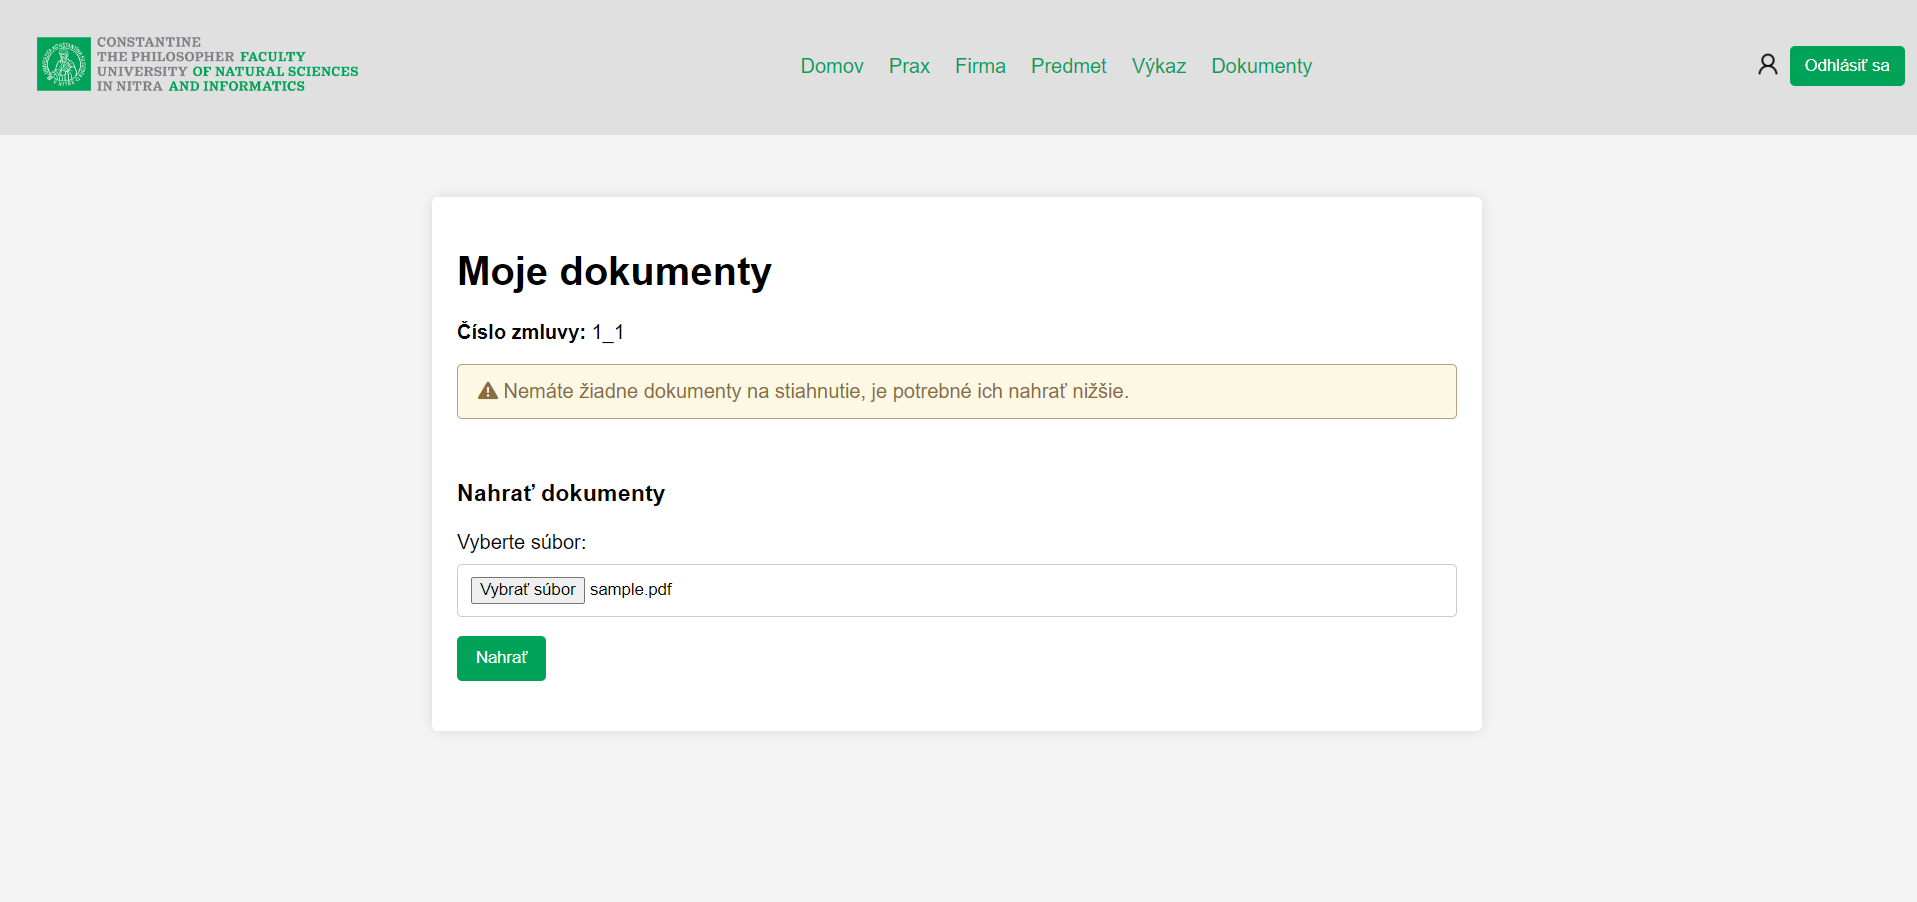 CONSTANTINE
THE PHILOSOPHER FACULTY
UNIVERSITY OF NATURAL SCIENCES
IN NITRA AND INFORMATICS
Domov Prax Firma Predmet Výkaz Dokumenty
Odhlásiť sa
Moje dokumenty
Číslo zmluvy: 1_1
Nemáte žiadne dokumenty na stiahnutie, je potrebné ich nahrať nižšie.
Nahrať dokumenty
Vyberte súbor:
Vybrať súbor sample.pdf
Nahrať